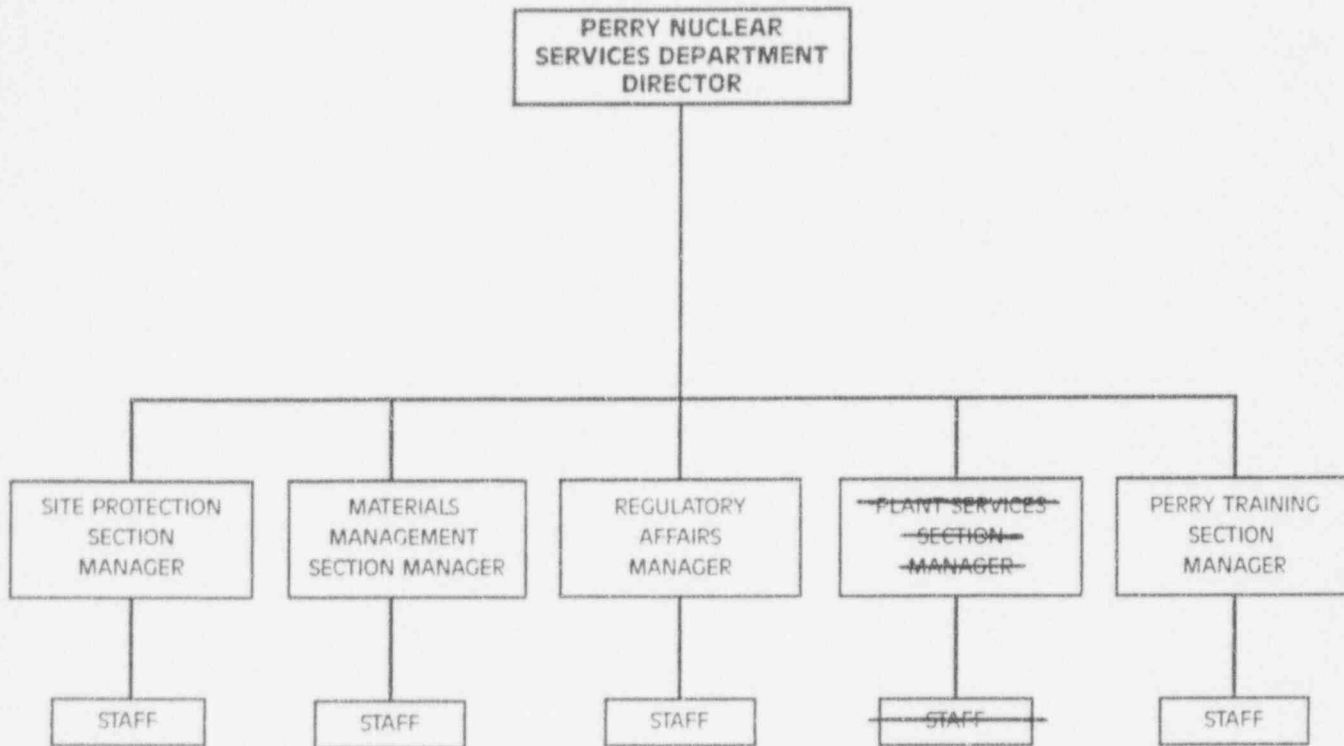 PERRY NUCLEAR
SERVICES DEPARTMENT
DIRECTOR
SITE PROTECTION
SECTION
MANAGER
MATERIALS
MANAGEMENT
SECTION MANAGER
REGULATORY
AFFAIRS
MANAGER
PLANT SERVICES
SECTION
MANAGER
PERRY TRAINING
SECTION
MANAGER
STAFF
STAFF
STAFF
STAFF
STAFF